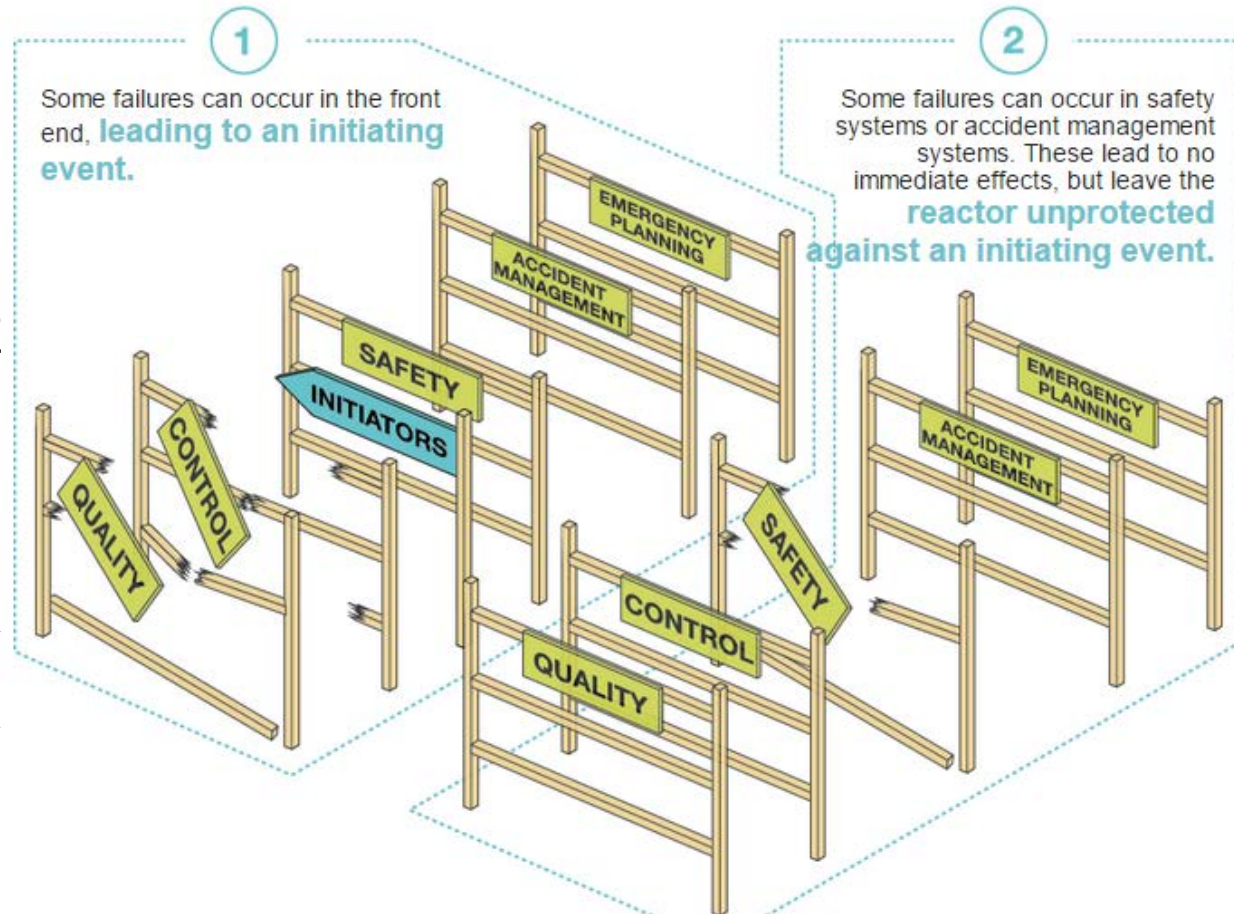 1
Some failures can occur in the front
end, leading to an initiating
event.
EMERGENCY
PLANNING
ACCIDENT
MANAGEMENT
SAFETY
INITIATORS
CONTROL
QUALITY
2
Some failures can occur in safety
systems or accident management
systems. These lead to no
immediate effects, but leave the
reactor unprotected
against an initiating event.
EMERGENCY
PLANNING
ACCIDENT
MANAGEMENT
SAFETY
CONTROL
QUALITY